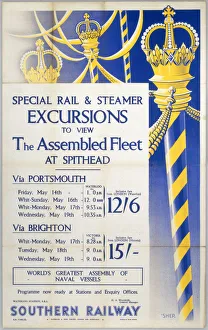 SPECIAL RAIL & STEAMER
EXCURSIONS
TO VIEW
The Assembled Fleet
AT SPITHEAD
Via PORTSMOUTH
WATERLOO
Friday, May 14th
Whit-Sunday, May 16th
Whit-Monday, May 17th
Wednesday, May 19th
12/6
Via BRIGHTON
VICTORIA
Whit-Monday, May 17th
Tuesday, May 18th
Wednesday, May 19th
15/-
WORLD'S GREATEST ASSEMBLY OF
NAVAL VESSELS
Programme now ready at Stations and Enquiry Offices.
SOUTHERN RAILWAY
SHEP